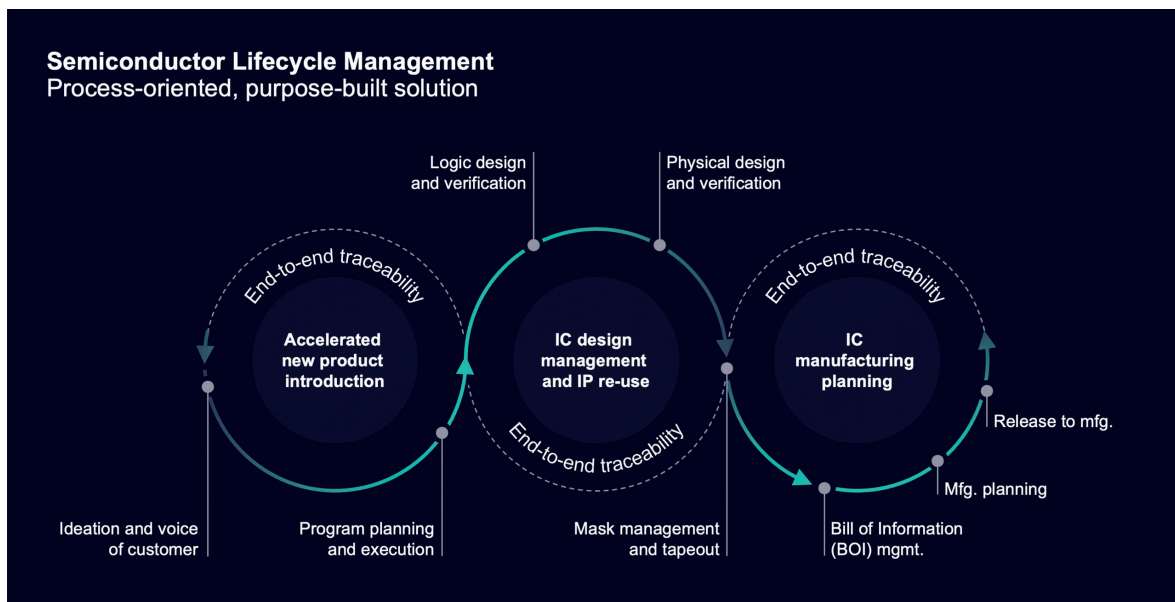 Semiconductor Lifecycle Management
Process-oriented, purpose-built solution
Logic design
and verification
Physical design
and verification
End-to-end traceability
Accelerated
new product
introduction
IC design
management
and IP re-use
End-to-end traceability
End-to-end traceability
IC
manufacturing
planning
Ideation and voice
of customer
Program planning
and execution
Mask management
and tapeout
Bill of Information
(BOI) mgmt.
Mfg. planning
Release to mfg.